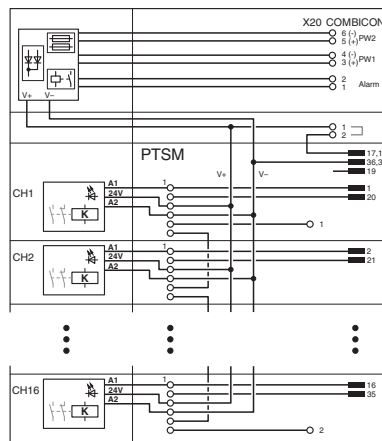 X20 COMBICON
6 (-)
5 (+) PW2
4 (-)
3 (+) PW1
2
1 Alarm
V+ V–
1
2
PTSM
17,1
36,3
19
V+ V–
CH1
A1
24V
A2
K
1
1
20
1
CH2
A1
24V
A2
K
1
2
21
CH16
A1
24V
A2
K
1
16
35
2